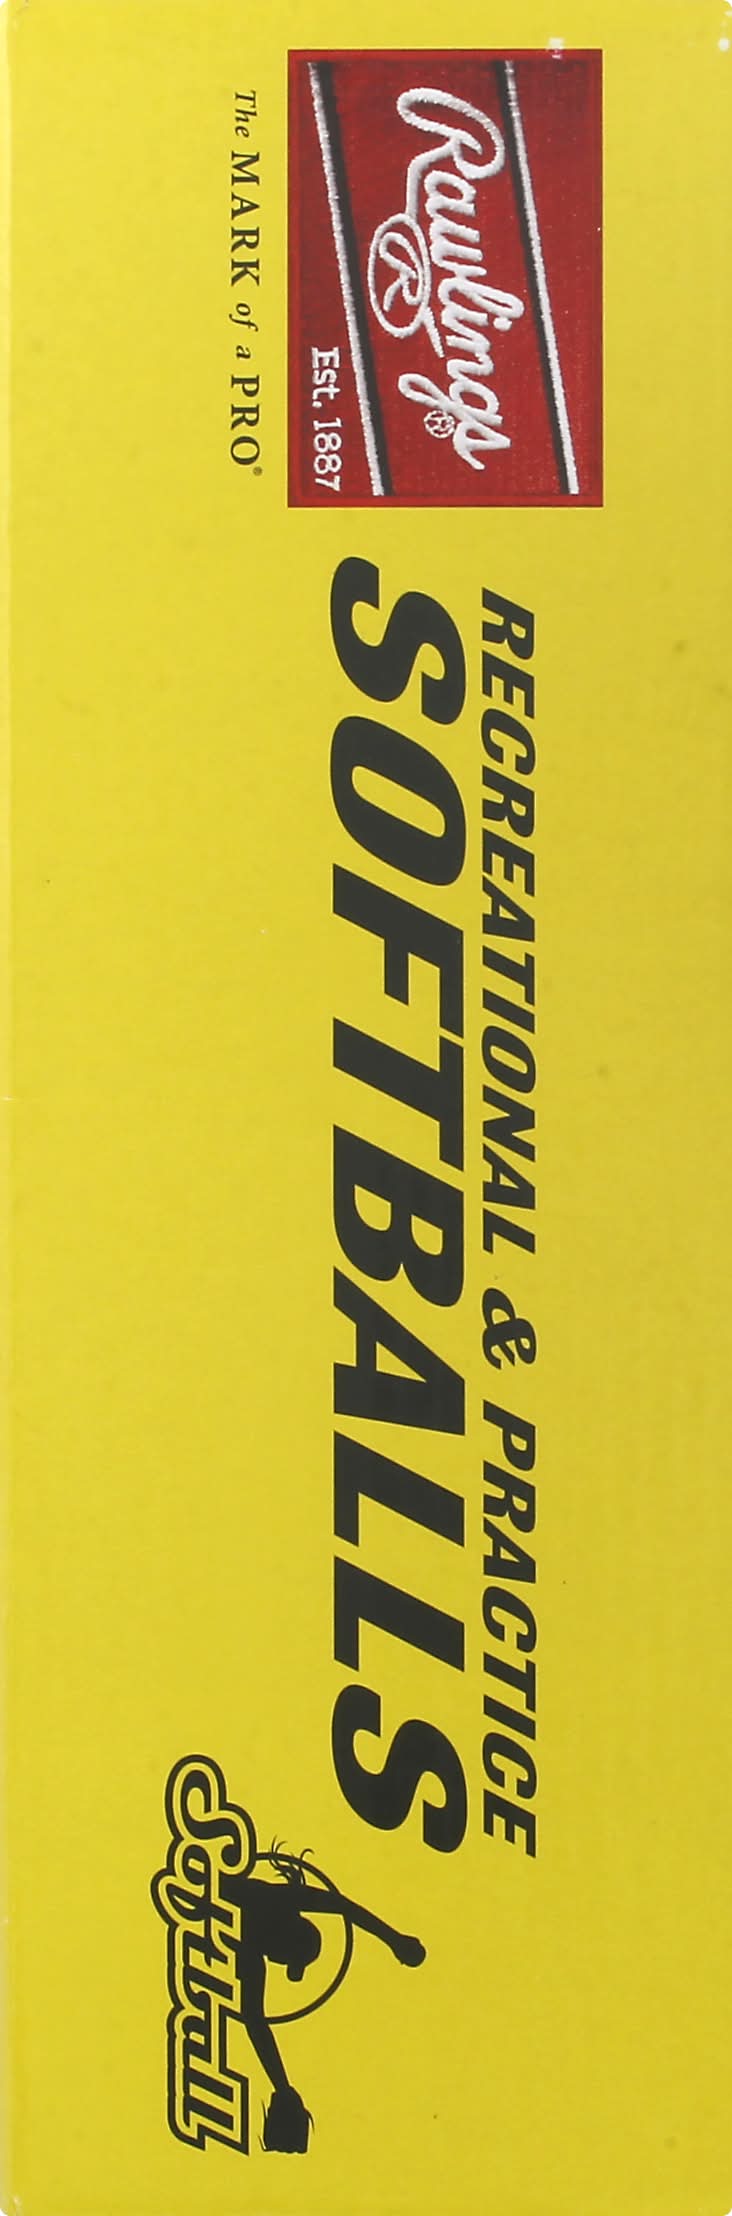 Rawlings®
R
Est. 1887
The MARK of a PRO®
RECREATIONAL & PRACTICE
SOFTBALLS
Softball